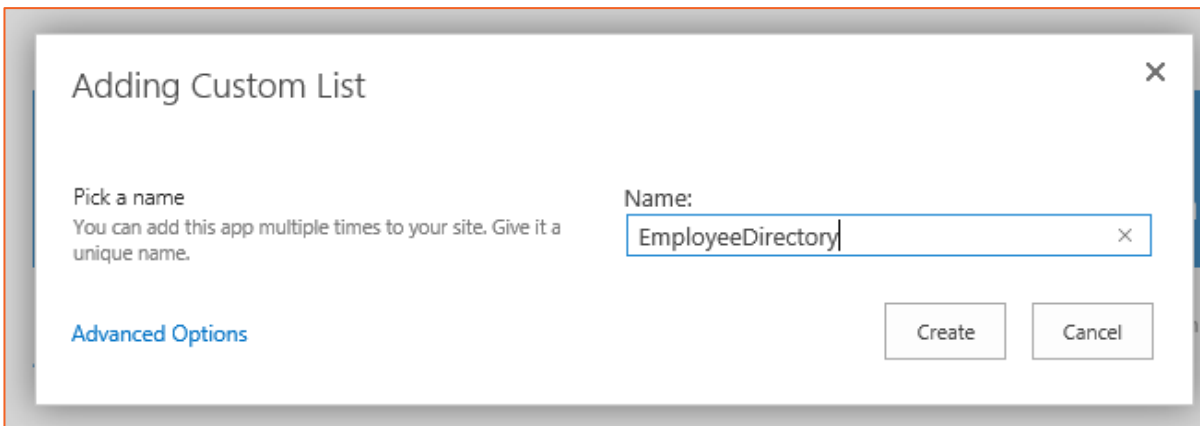 Adding Custom List
Pick a name
You can add this app multiple times to your site. Give it a
unique name.
Name:
EmployeeDirectory
Advanced Options
Create
Cancel